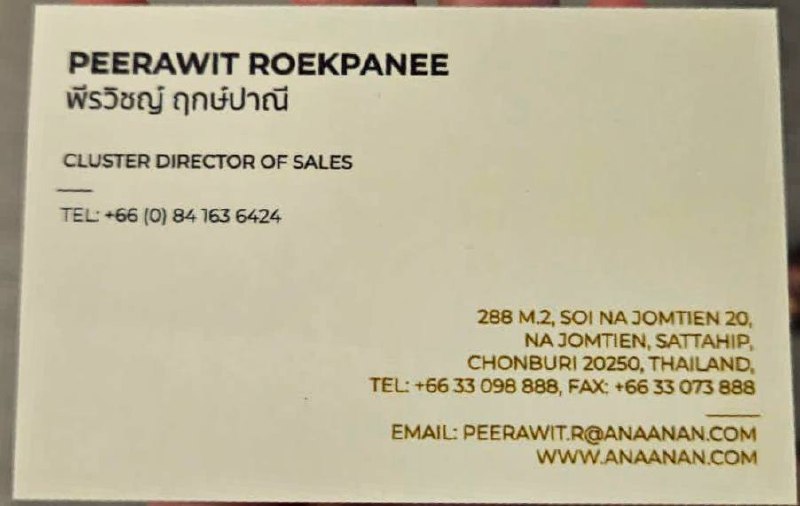 PEERAWIT ROEKPANEE
พีรวิชญ์ ฤกษ์ปาณี
CLUSTER DIRECTOR OF SALES
TEL: +66 (0) 84 163 6424
288 M.2, SOI NA JOMTIEN 20,
NA JOMTIEN, SATTAHIP,
CHONBURI 20250, THAILAND,
TEL: +66 33 098 888, FAX: +66 33 073 888
EMAIL: PEERAWIT.R@ANAANAN.COM
WWW.ANAANAN.COM